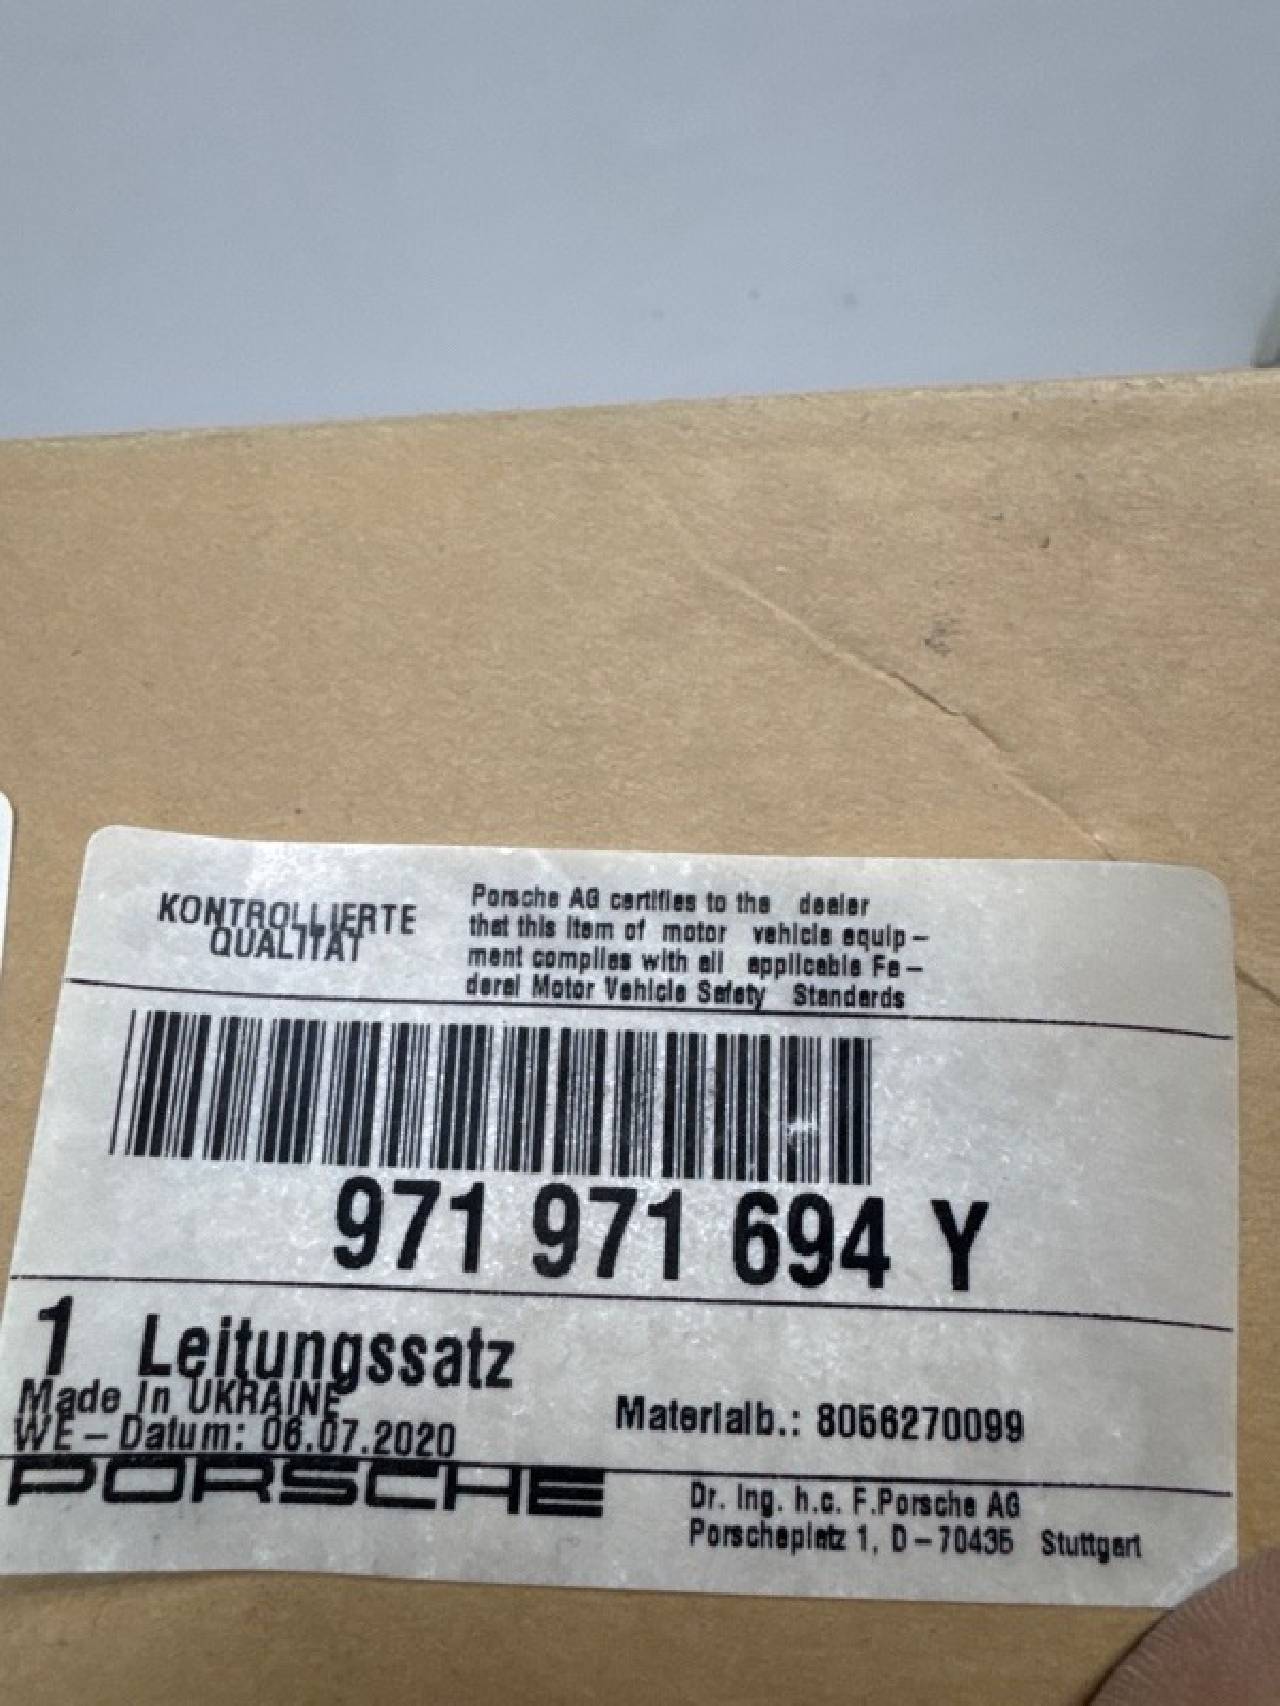 KONTROLLIERTE
QUALITÄT
Porsche AG certifies to the dealer
that this item of motor vehicle equip-
ment complies with all applicable Fe-
deral Motor Vehicle Safety Standards
971 971 694 Y
1 Leitungssatz
Made in UKRAINE
WE-Datum: 06.07.2020
Materialb.: 8056270099
PORSCHE
Dr. Ing. h.c. F.Porsche AG
Porscheplatz 1, D-70435 Stuttgart